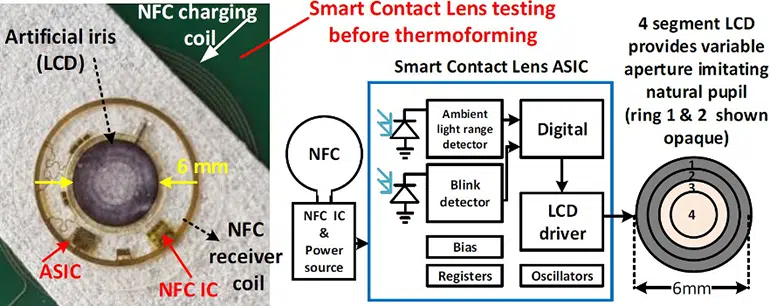 NFC charging
coil
Artificial iris
(LCD)
6 mm
NFC
receiver
coil
ASIC
NFC IC
Smart Contact Lens testing
before thermoforming
Smart Contact Lens ASIC
NFC
NFC IC
&
Power
source
Ambient
light range
detector
Blink
detector
Bias
Registers
Digital
LCD
driver
Oscillators
4 segment LCD
provides variable
aperture imitating
natural pupil
(ring 1 & 2 shown
opaque)
1
2
3
4
6mm